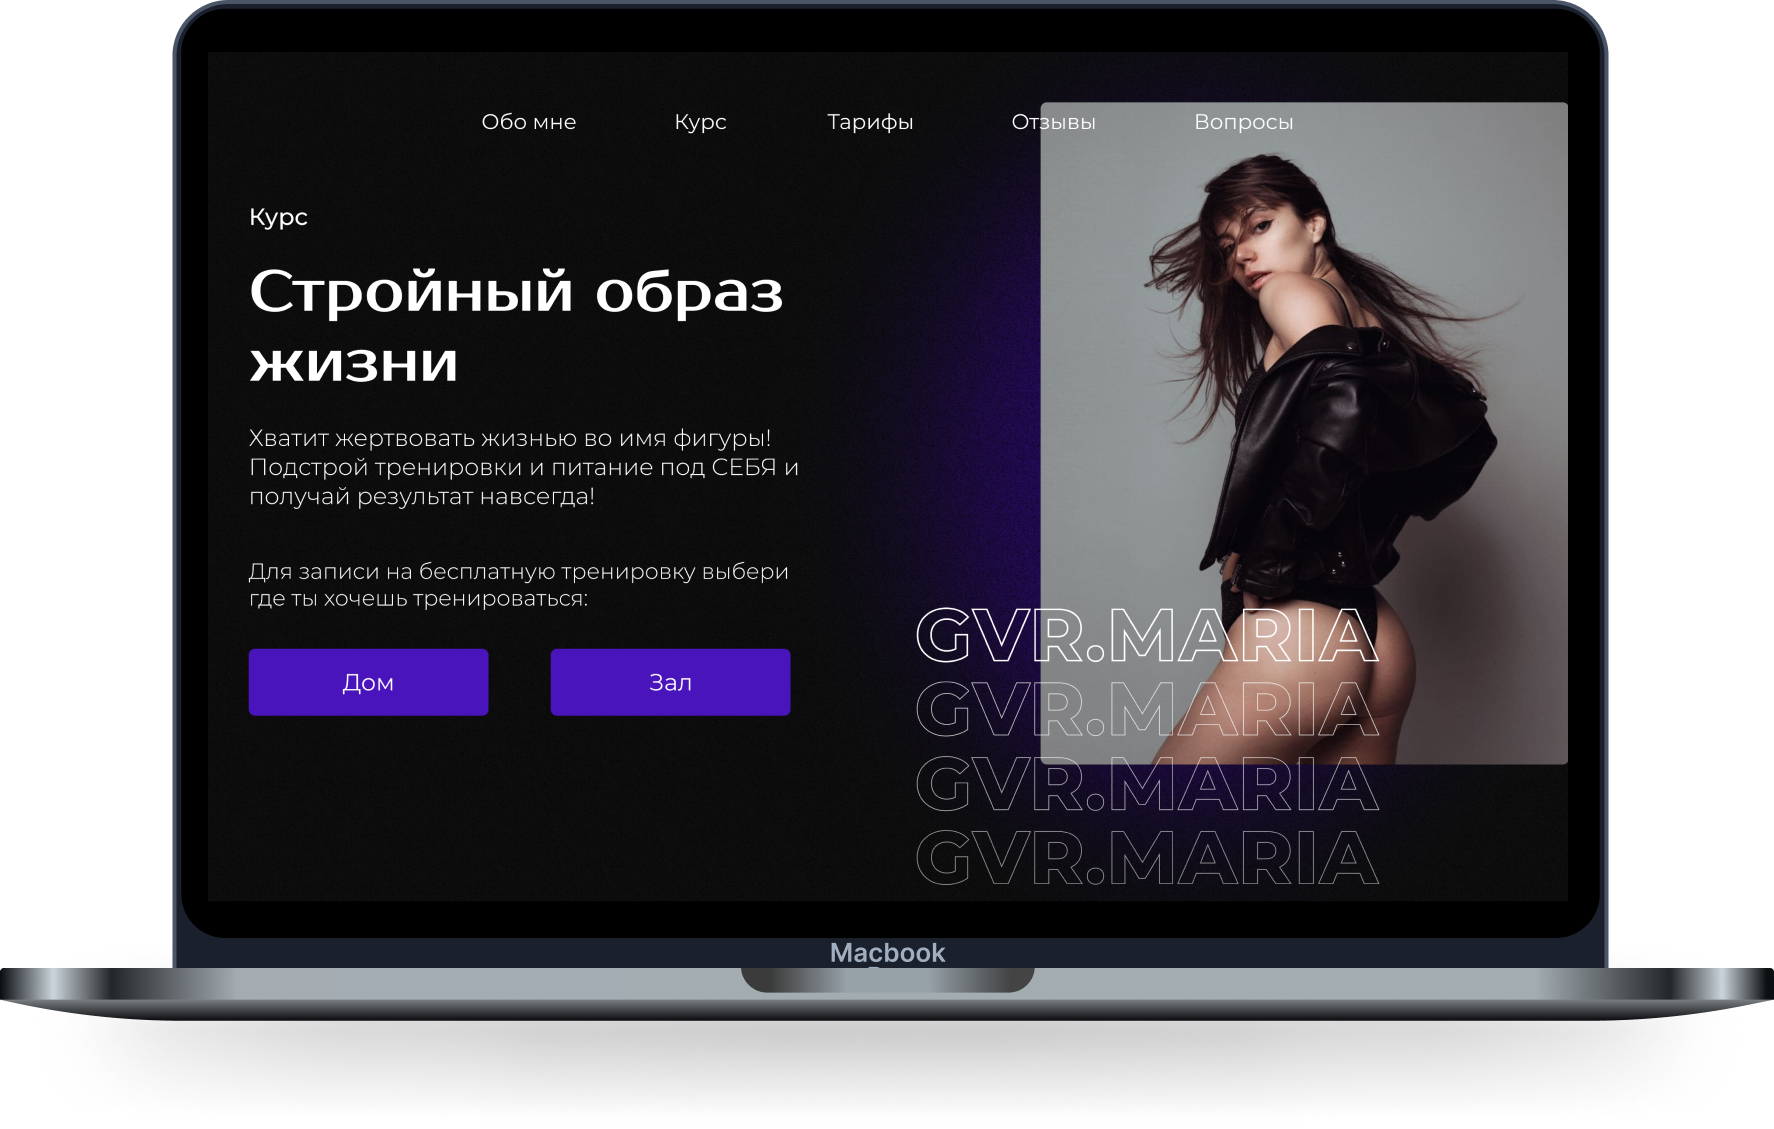 Обо мне
Курс
Тарифы
Отзывы
Вопросы
Курс
Стройный образ
жизни
Хватит жертвовать жизнью во имя фигуры!
Подстрой тренировки и питание под СЕБЯ и
получай результат навсегда!
Для записи на бесплатную тренировку выбери
где ты хочешь тренироваться:
Дом
Зал
GVR.MARIA
GVR.MARIA
GVR.MARIA
GVR.MARIA
Macbook